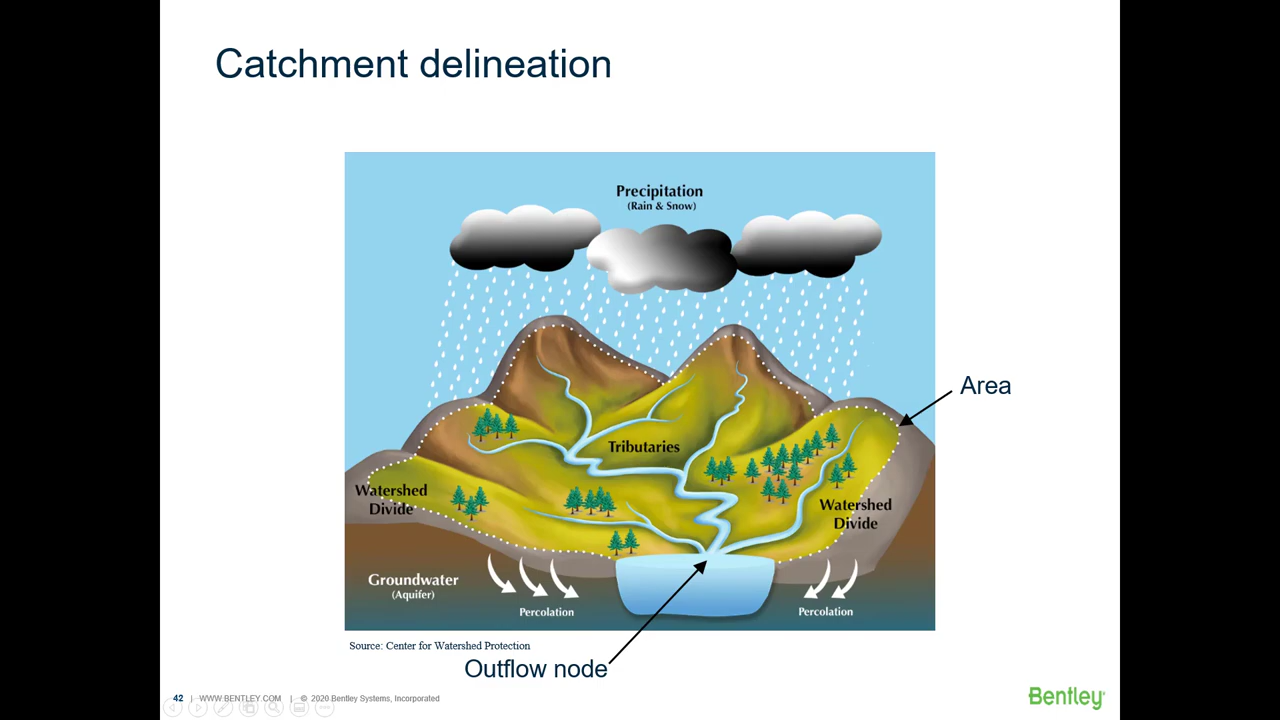 Catchment delineation
Precipitation
(Rain & Snow)
Area
Tributaries
Watershed
Divide
Watershed
Divide
Groundwater
(Aquifer)
Percolation
Percolation
Source: Center for Watershed Protection
Outflow node
42 | WWW.BENTLEY.COM | © 2020 Bentley Systems, Incorporated
Bentley